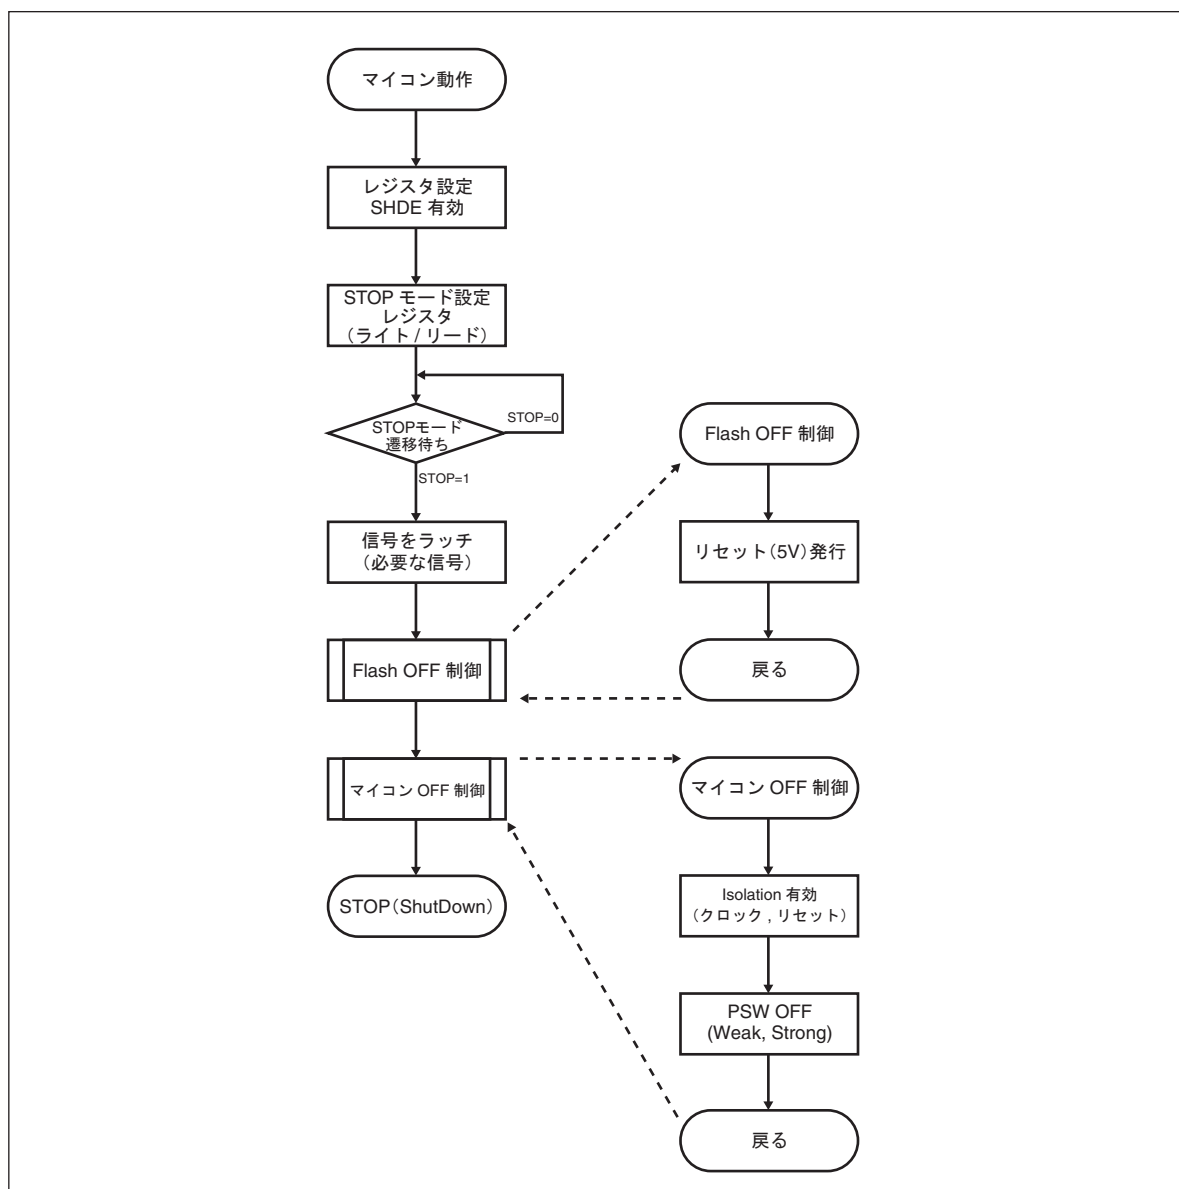 マイコン動作
レジスタ設定
SHDE 有効
STOP モード設定
レジスタ
（ライト / リード）
STOP=0
STOPモード
遷移待ち
STOP=1
信号をラッチ
（必要な信号）
Flash OFF 制御
マイコン OFF 制御
STOP（ShutDown）
Flash OFF 制御
リセット（5V）発行
戻る
マイコン OFF 制御
Isolation 有効
（クロック , リセット）
PSW OFF
(Weak, Strong)
戻る